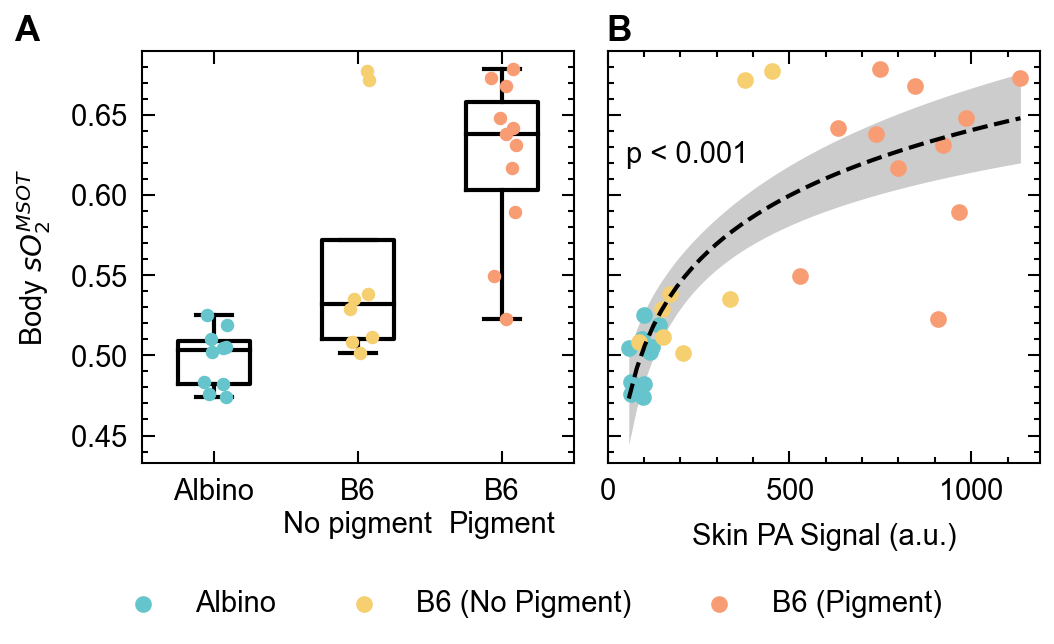 A
B
Body sO₂ᴹˢᴼᵀ
0.65
0.60
0.55
0.50
0.45
p < 0.001
Albino
B6
No pigment
B6
Pigment
0
500
1000
Skin PA Signal (a.u.)
Albino
B6 (No Pigment)
B6 (Pigment)